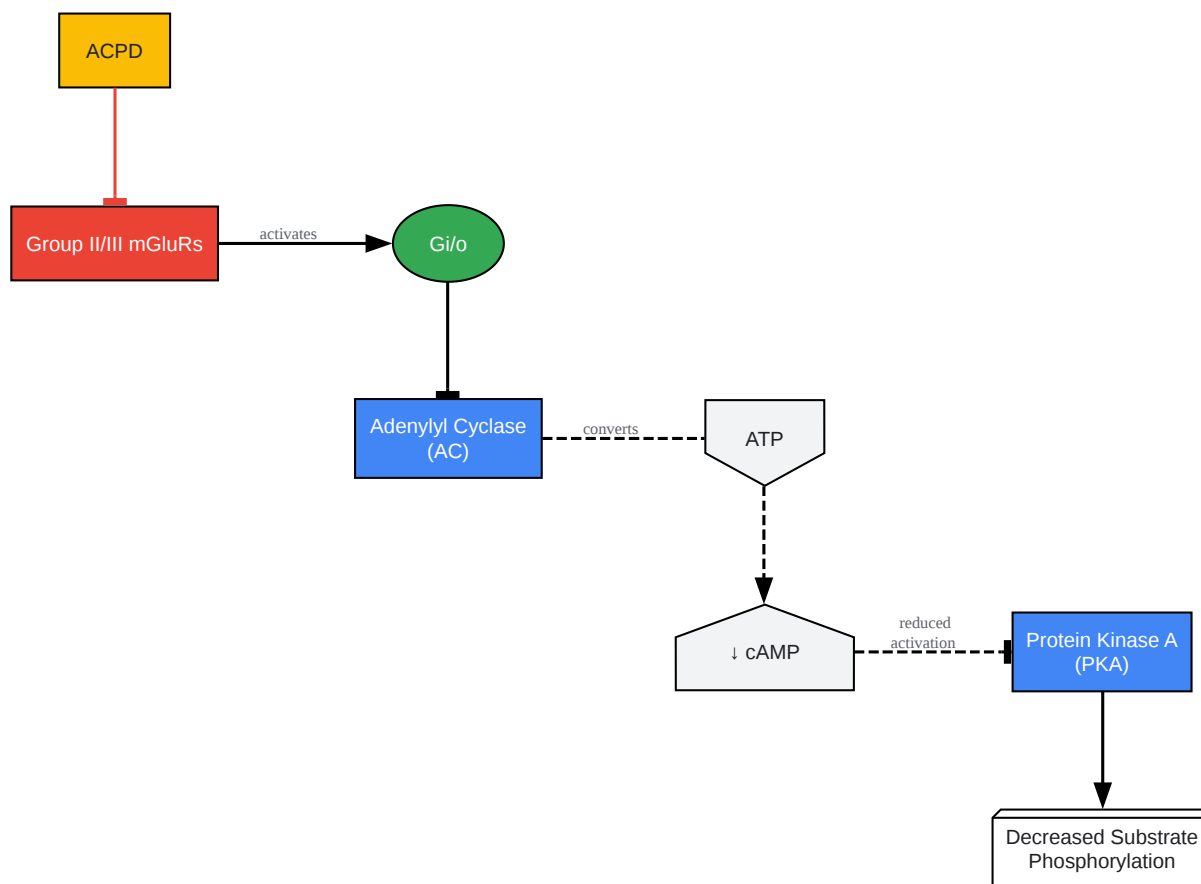 ACPD
Group II/III mGluRs
activates
Gi/o
Adenylyl Cyclase
(AC)
converts
ATP
↓ cAMP
reduced
activation
Protein Kinase A
(PKA)
Decreased Substrate
Phosphorylation